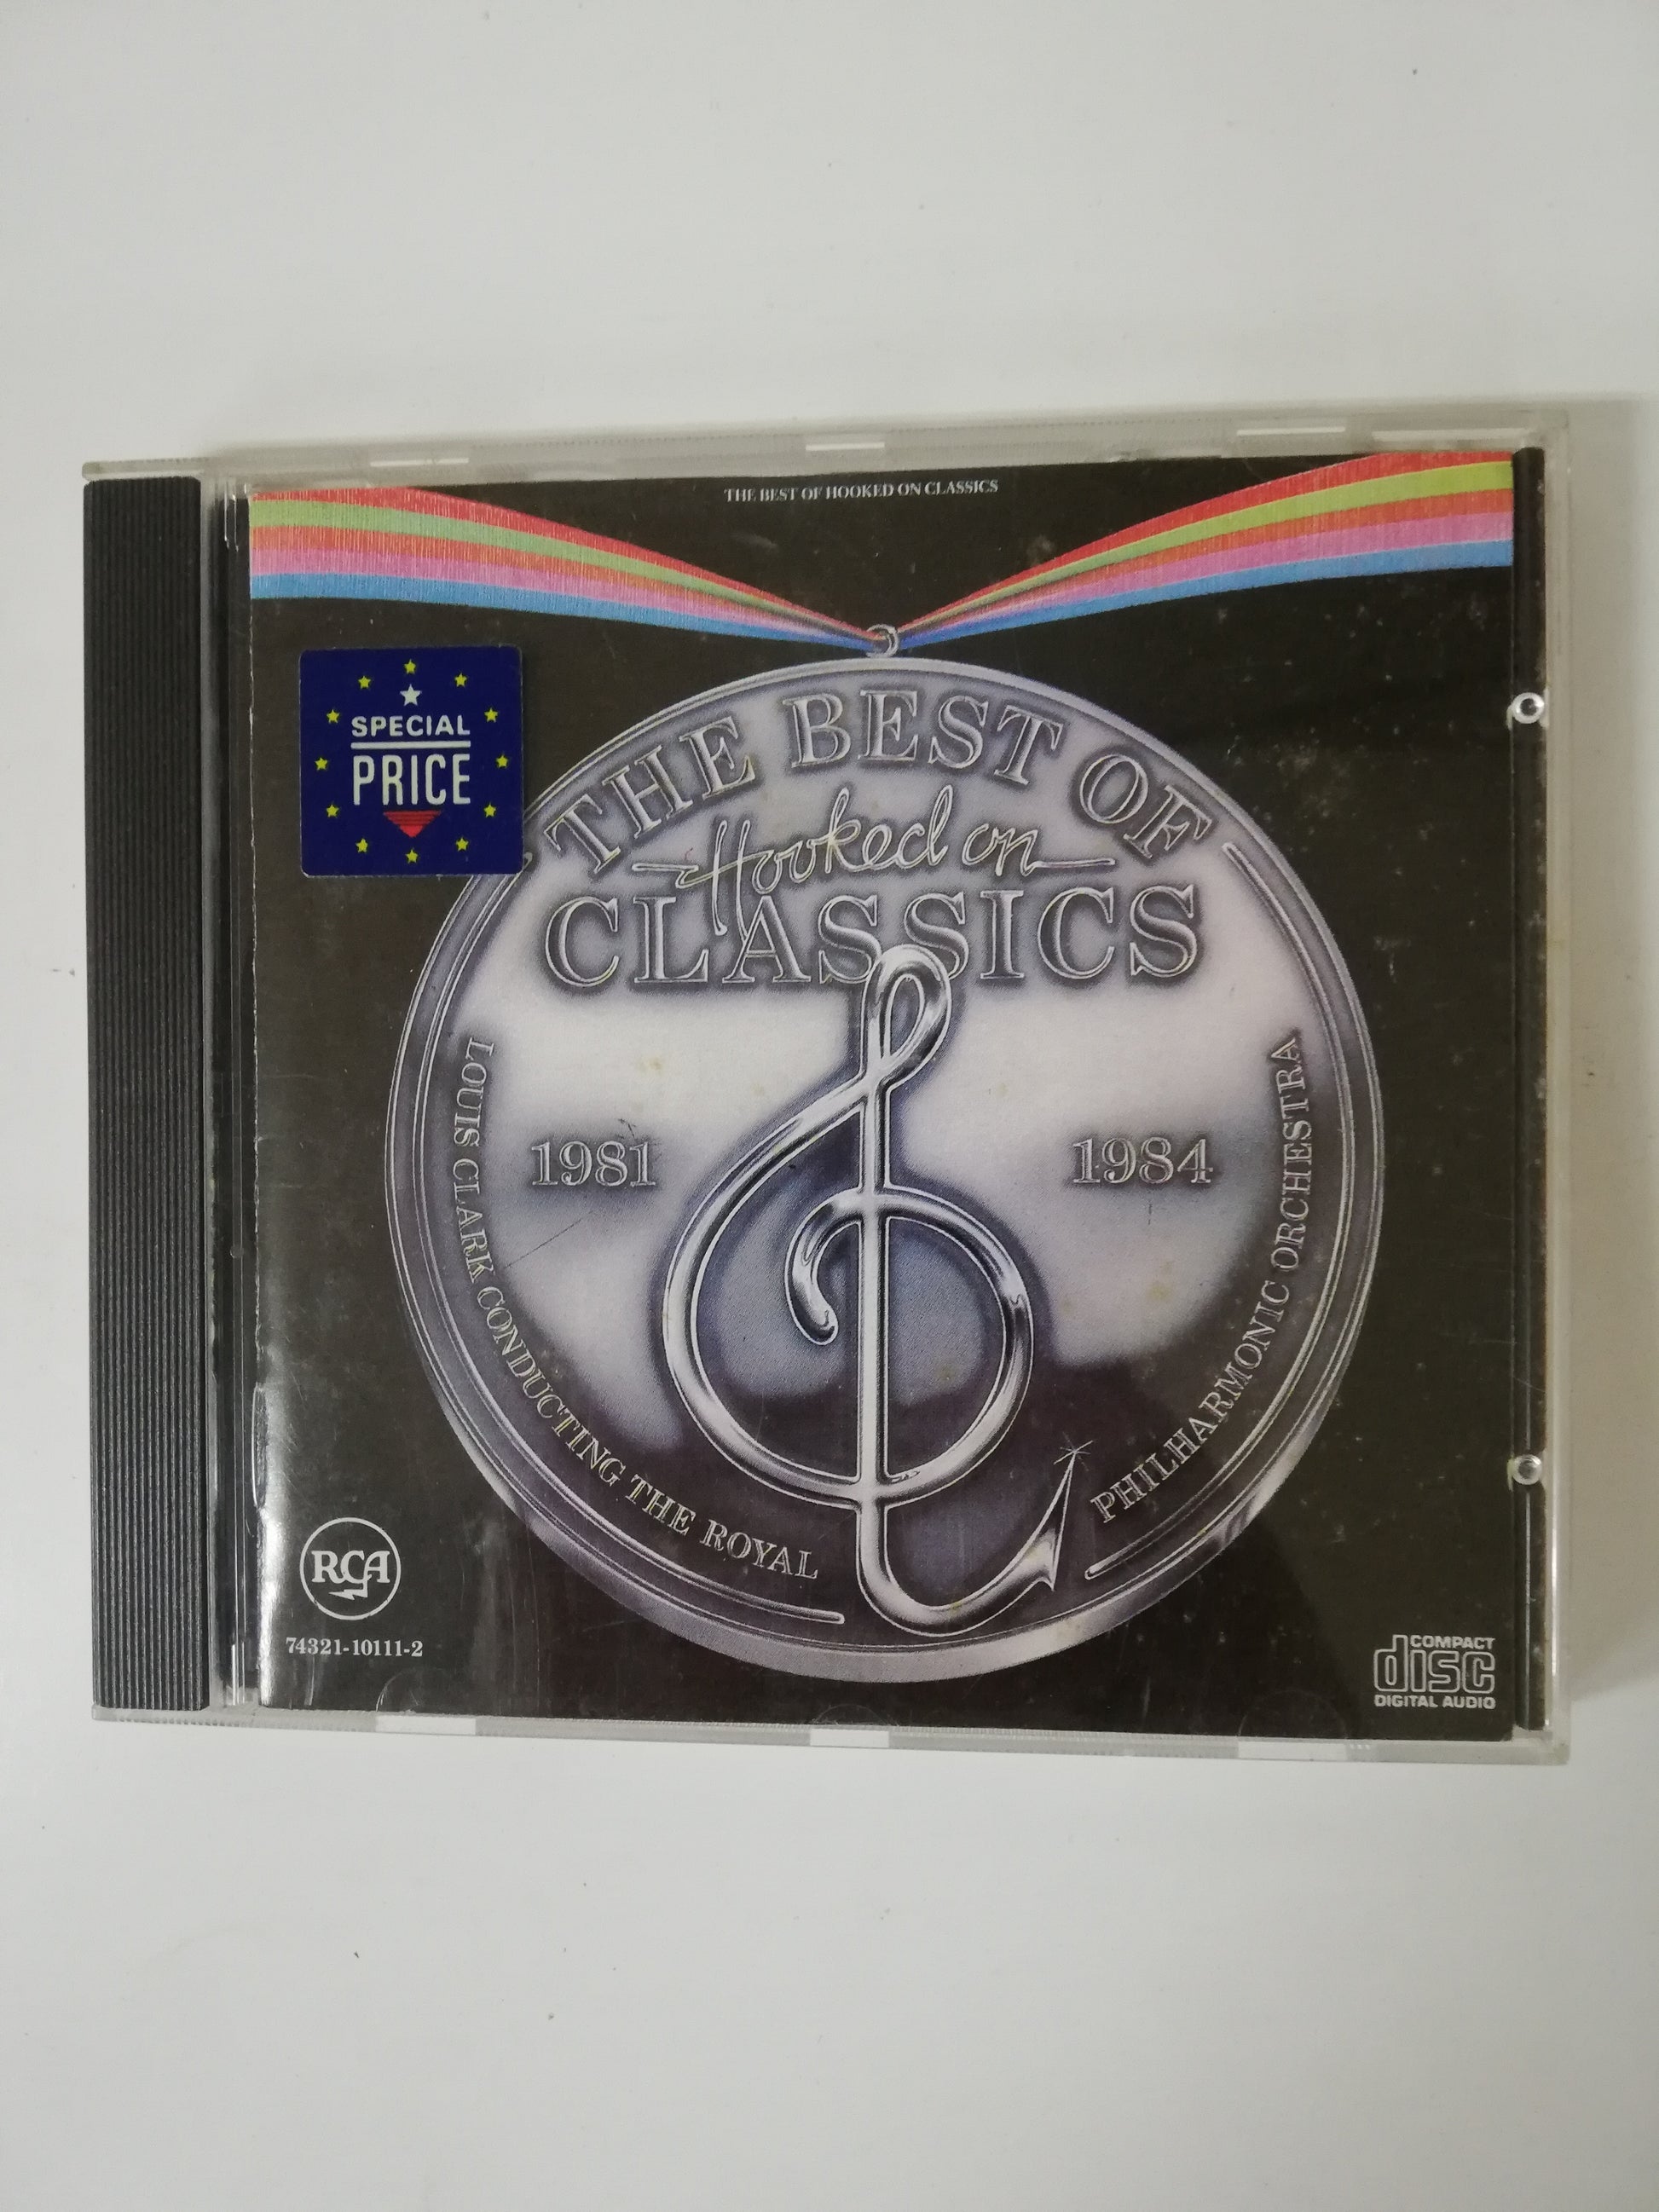 THE BEST OF HOOKED ON CLASSICS
SPECIAL
PRICE
THE BEST OF
Hooked on
CLASSICS
1981
1984
LOUIS CLARK CONDUCTING THE ROYAL
PHILHARMONIC ORCHESTRA
RCA
74321-10111-2
COMPACT
disc
DIGITAL AUDIO